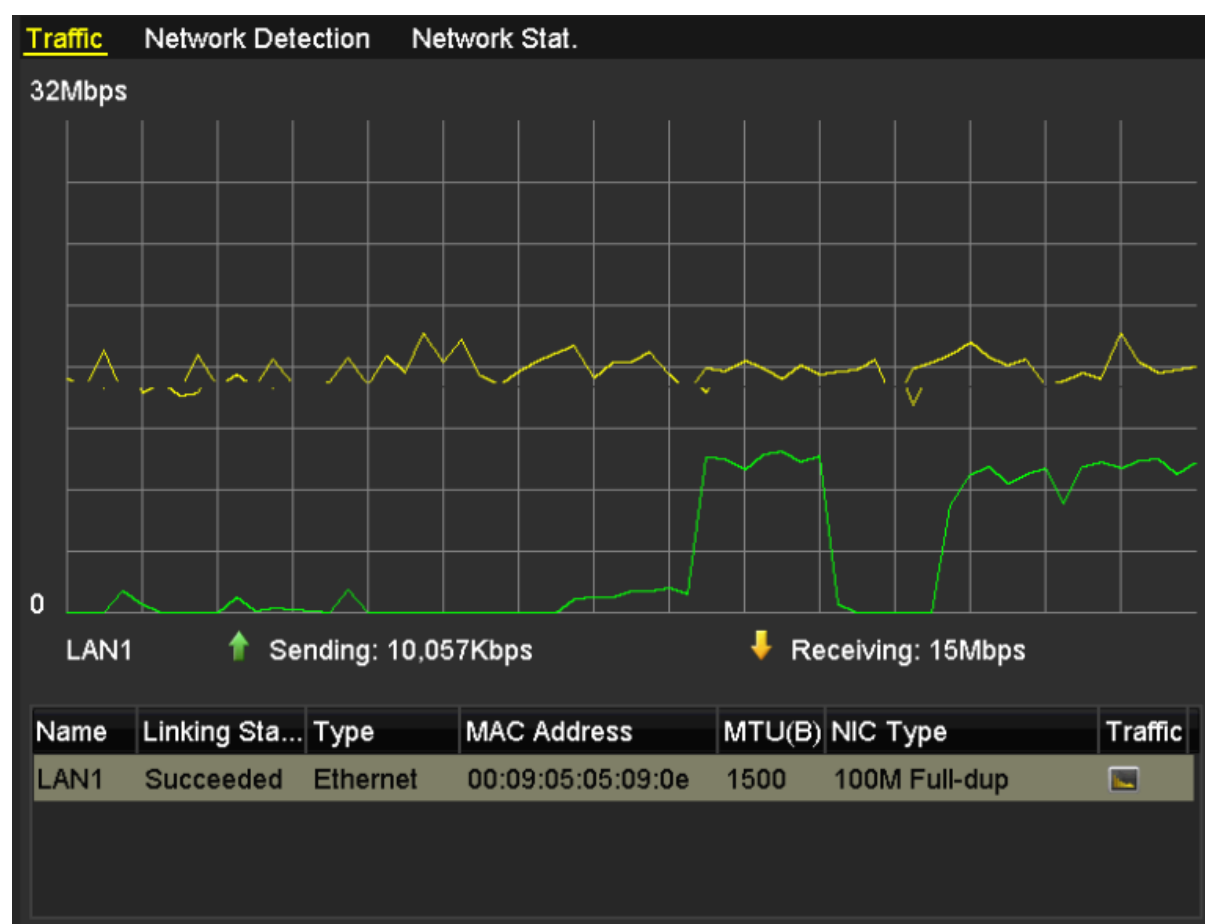 Traffic Network Detection Network Stat.
32Mbps
0
LAN1 Sending: 10,057Kbps Receiving: 15Mbps
Name Linking Sta... Type MAC Address MTU(B) NIC Type Traffic
LAN1 Succeeded Ethernet 00:09:05:05:09:0e 1500 100M Full-dup